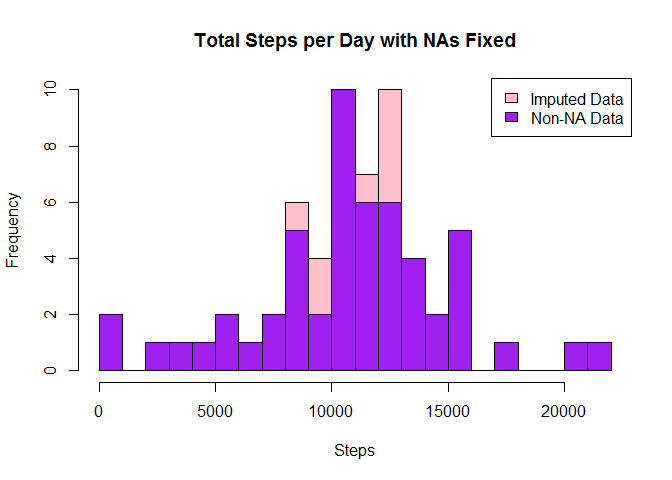 Total Steps per Day with NAs Fixed
Imputed Data
Non-NA Data
Frequency
10
8
6
4
2
0
0 5000 10000 15000 20000
Steps